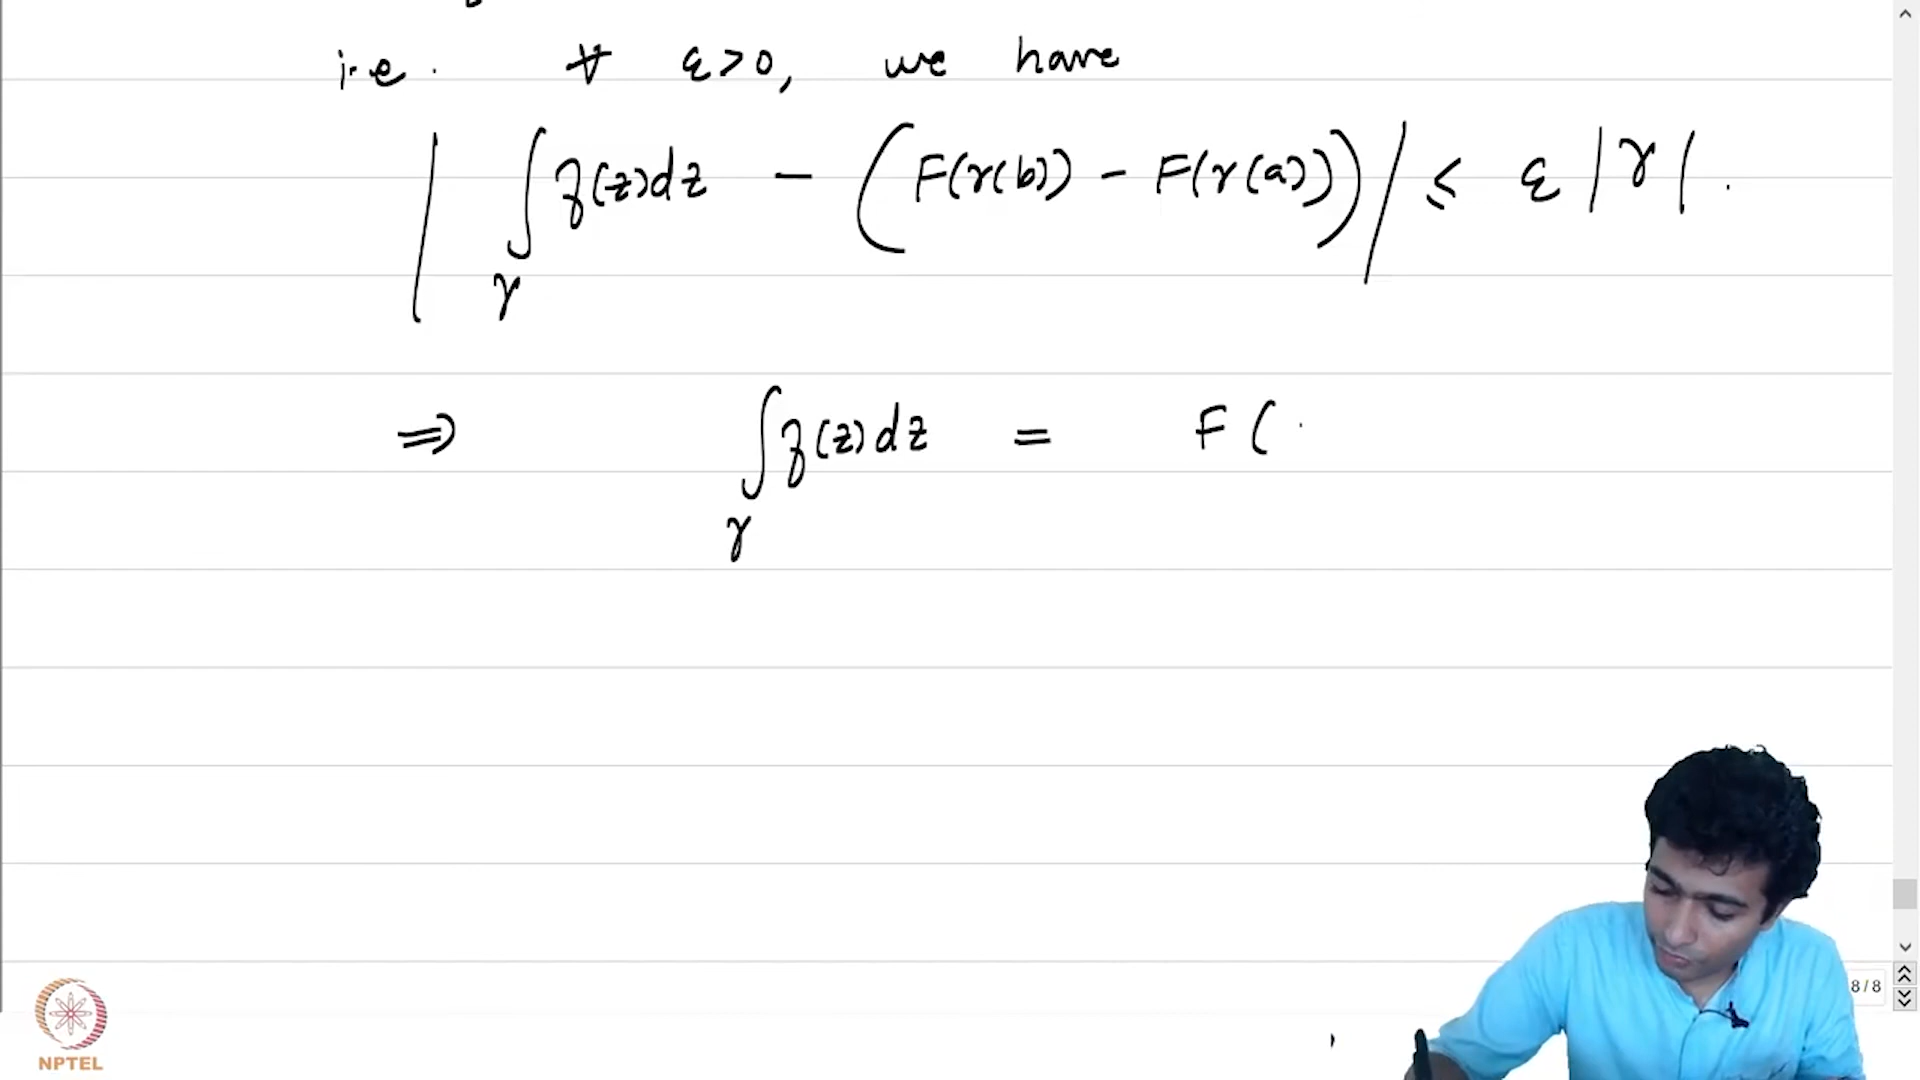 i.e. ∀ ε>0, we have
| ∫_γ f(z)dz - (F(γ(b)) - F(γ(a))) | ≤ ε |γ|.
⇒ ∫_γ f(z)dz = F(
8/8
NPTEL